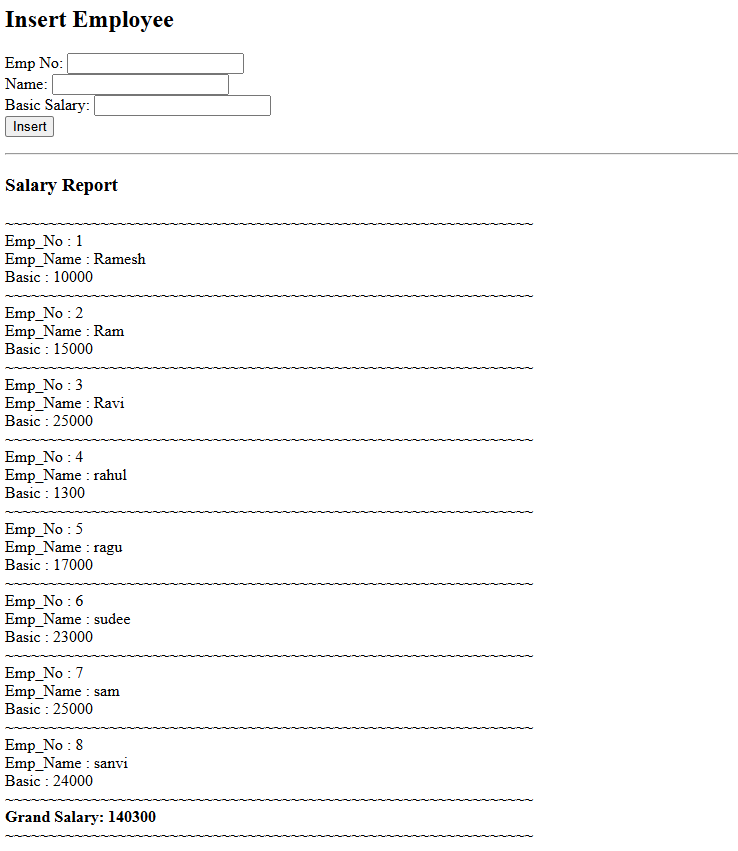 Insert Employee
Emp No:
Name:
Basic Salary:
Insert
Salary Report
~~~~~~~~~~~~~~~~~~~~~~~~~~~~~~~~~~~~~~~~~~~~~~~~~~~~~~~~~~~~~
Emp_No : 1
Emp_Name : Ramesh
Basic : 10000
~~~~~~~~~~~~~~~~~~~~~~~~~~~~~~~~~~~~~~~~~~~~~~~~~~~~~~~~~~~~~
Emp_No : 2
Emp_Name : Ram
Basic : 15000
~~~~~~~~~~~~~~~~~~~~~~~~~~~~~~~~~~~~~~~~~~~~~~~~~~~~~~~~~~~~~
Emp_No : 3
Emp_Name : Ravi
Basic : 25000
~~~~~~~~~~~~~~~~~~~~~~~~~~~~~~~~~~~~~~~~~~~~~~~~~~~~~~~~~~~~~
Emp_No : 4
Emp_Name : rahul
Basic : 1300
~~~~~~~~~~~~~~~~~~~~~~~~~~~~~~~~~~~~~~~~~~~~~~~~~~~~~~~~~~~~~
Emp_No : 5
Emp_Name : ragu
Basic : 17000
~~~~~~~~~~~~~~~~~~~~~~~~~~~~~~~~~~~~~~~~~~~~~~~~~~~~~~~~~~~~~
Emp_No : 6
Emp_Name : sudee
Basic : 23000
~~~~~~~~~~~~~~~~~~~~~~~~~~~~~~~~~~~~~~~~~~~~~~~~~~~~~~~~~~~~~
Emp_No : 7
Emp_Name : sam
Basic : 25000
~~~~~~~~~~~~~~~~~~~~~~~~~~~~~~~~~~~~~~~~~~~~~~~~~~~~~~~~~~~~~
Emp_No : 8
Emp_Name : sanvi
Basic : 24000
~~~~~~~~~~~~~~~~~~~~~~~~~~~~~~~~~~~~~~~~~~~~~~~~~~~~~~~~~~~~~
Grand Salary: 140300
~~~~~~~~~~~~~~~~~~~~~~~~~~~~~~~~~~~~~~~~~~~~~~~~~~~~~~~~~~~~~